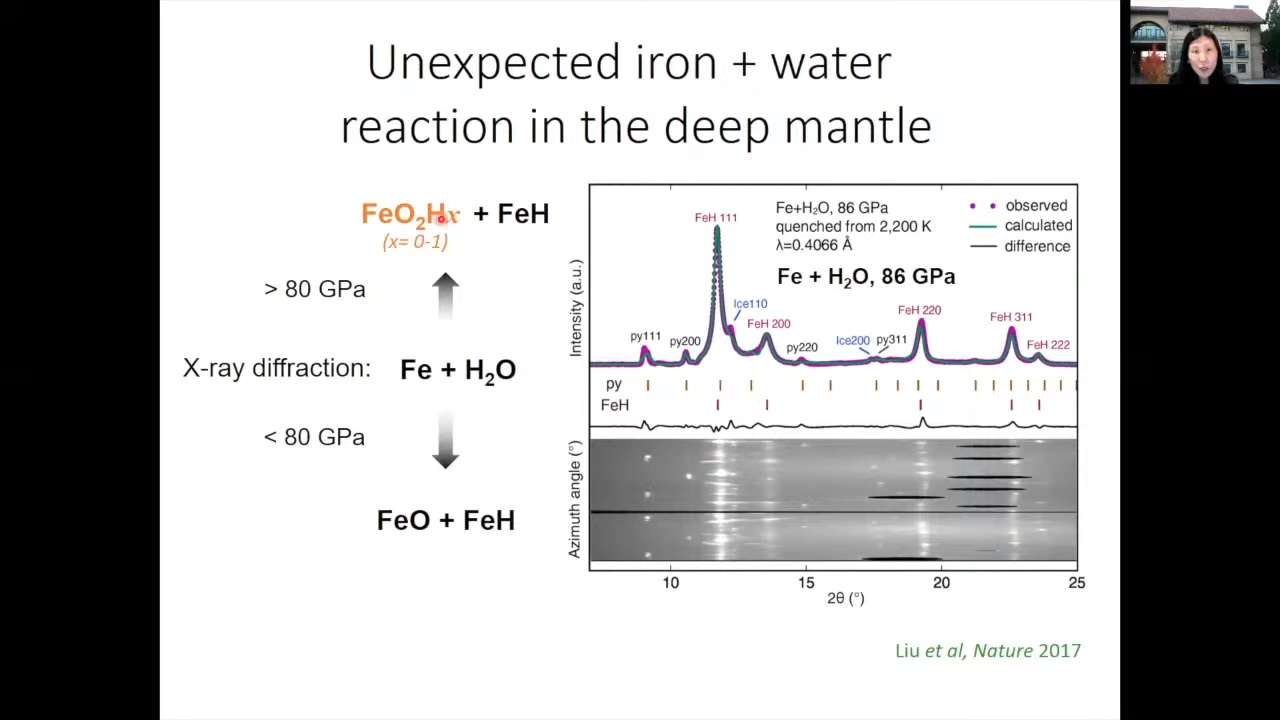 Unexpected iron + water
reaction in the deep mantle
FeO₂Hx + FeH
(x= 0-1)
> 80 GPa
X-ray diffraction: Fe + H₂O
< 80 GPa
FeO + FeH
Fe+H₂O, 86 GPa
quenched from 2,200 K
λ=0.4066 Å
Fe + H₂O, 86 GPa
observed
calculated
difference
Intensity (a.u.)
FeH 111
Ice110
FeH 200
py111
py200
py220
Ice200
py311
FeH 220
FeH 311
FeH 222
py
FeH
Azimuth angle (°)
10 15 20 25
2θ (°)
Liu et al, Nature 2017